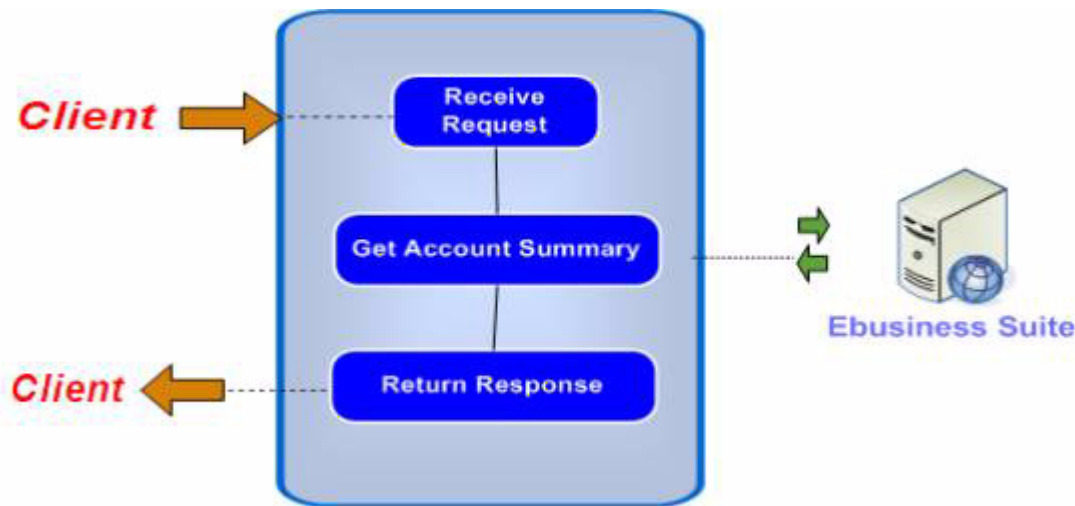 Client
Receive
Request
Get Account Summary
Ebusiness Suite
Client
Return Response